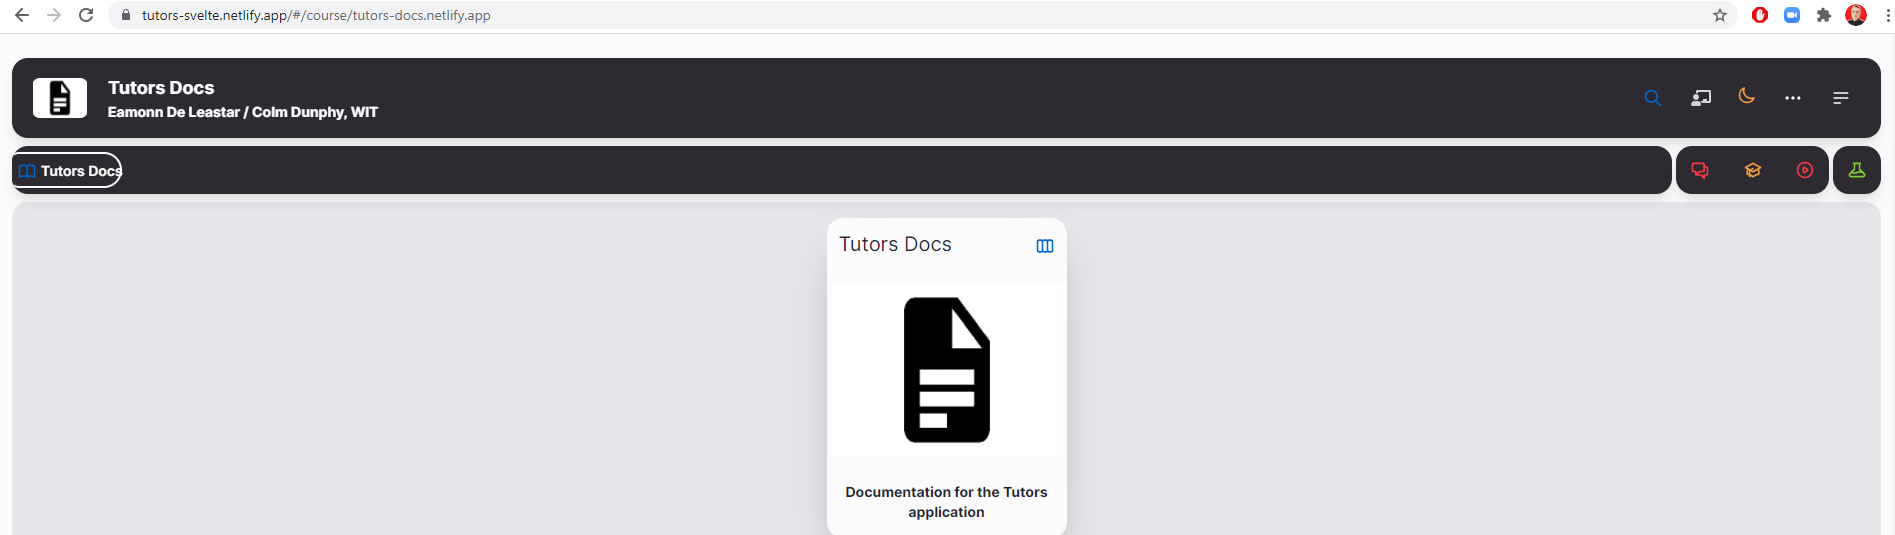 tutors-svelte.netlify.app/#/course/tutors-docs.netlify.app
Tutors Docs
Eamonn De Leastar / Colm Dunphy, WIT
Tutors Docs
Tutors Docs
Documentation for the Tutors
application